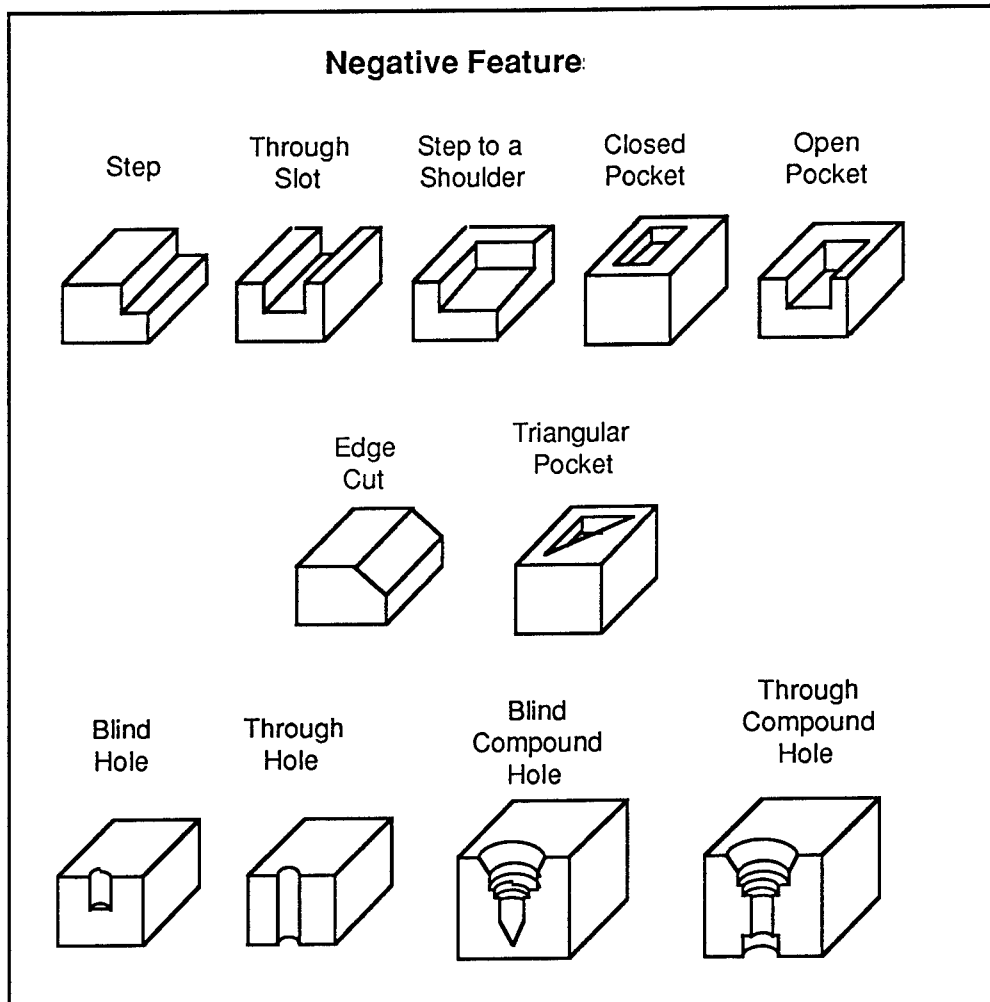 Negative Feature:
Step
Through
Slot
Step to a
Shoulder
Closed
Pocket
Open
Pocket
Edge
Cut
Triangular
Pocket
Blind
Hole
Through
Hole
Blind
Compound
Hole
Through
Compound
Hole